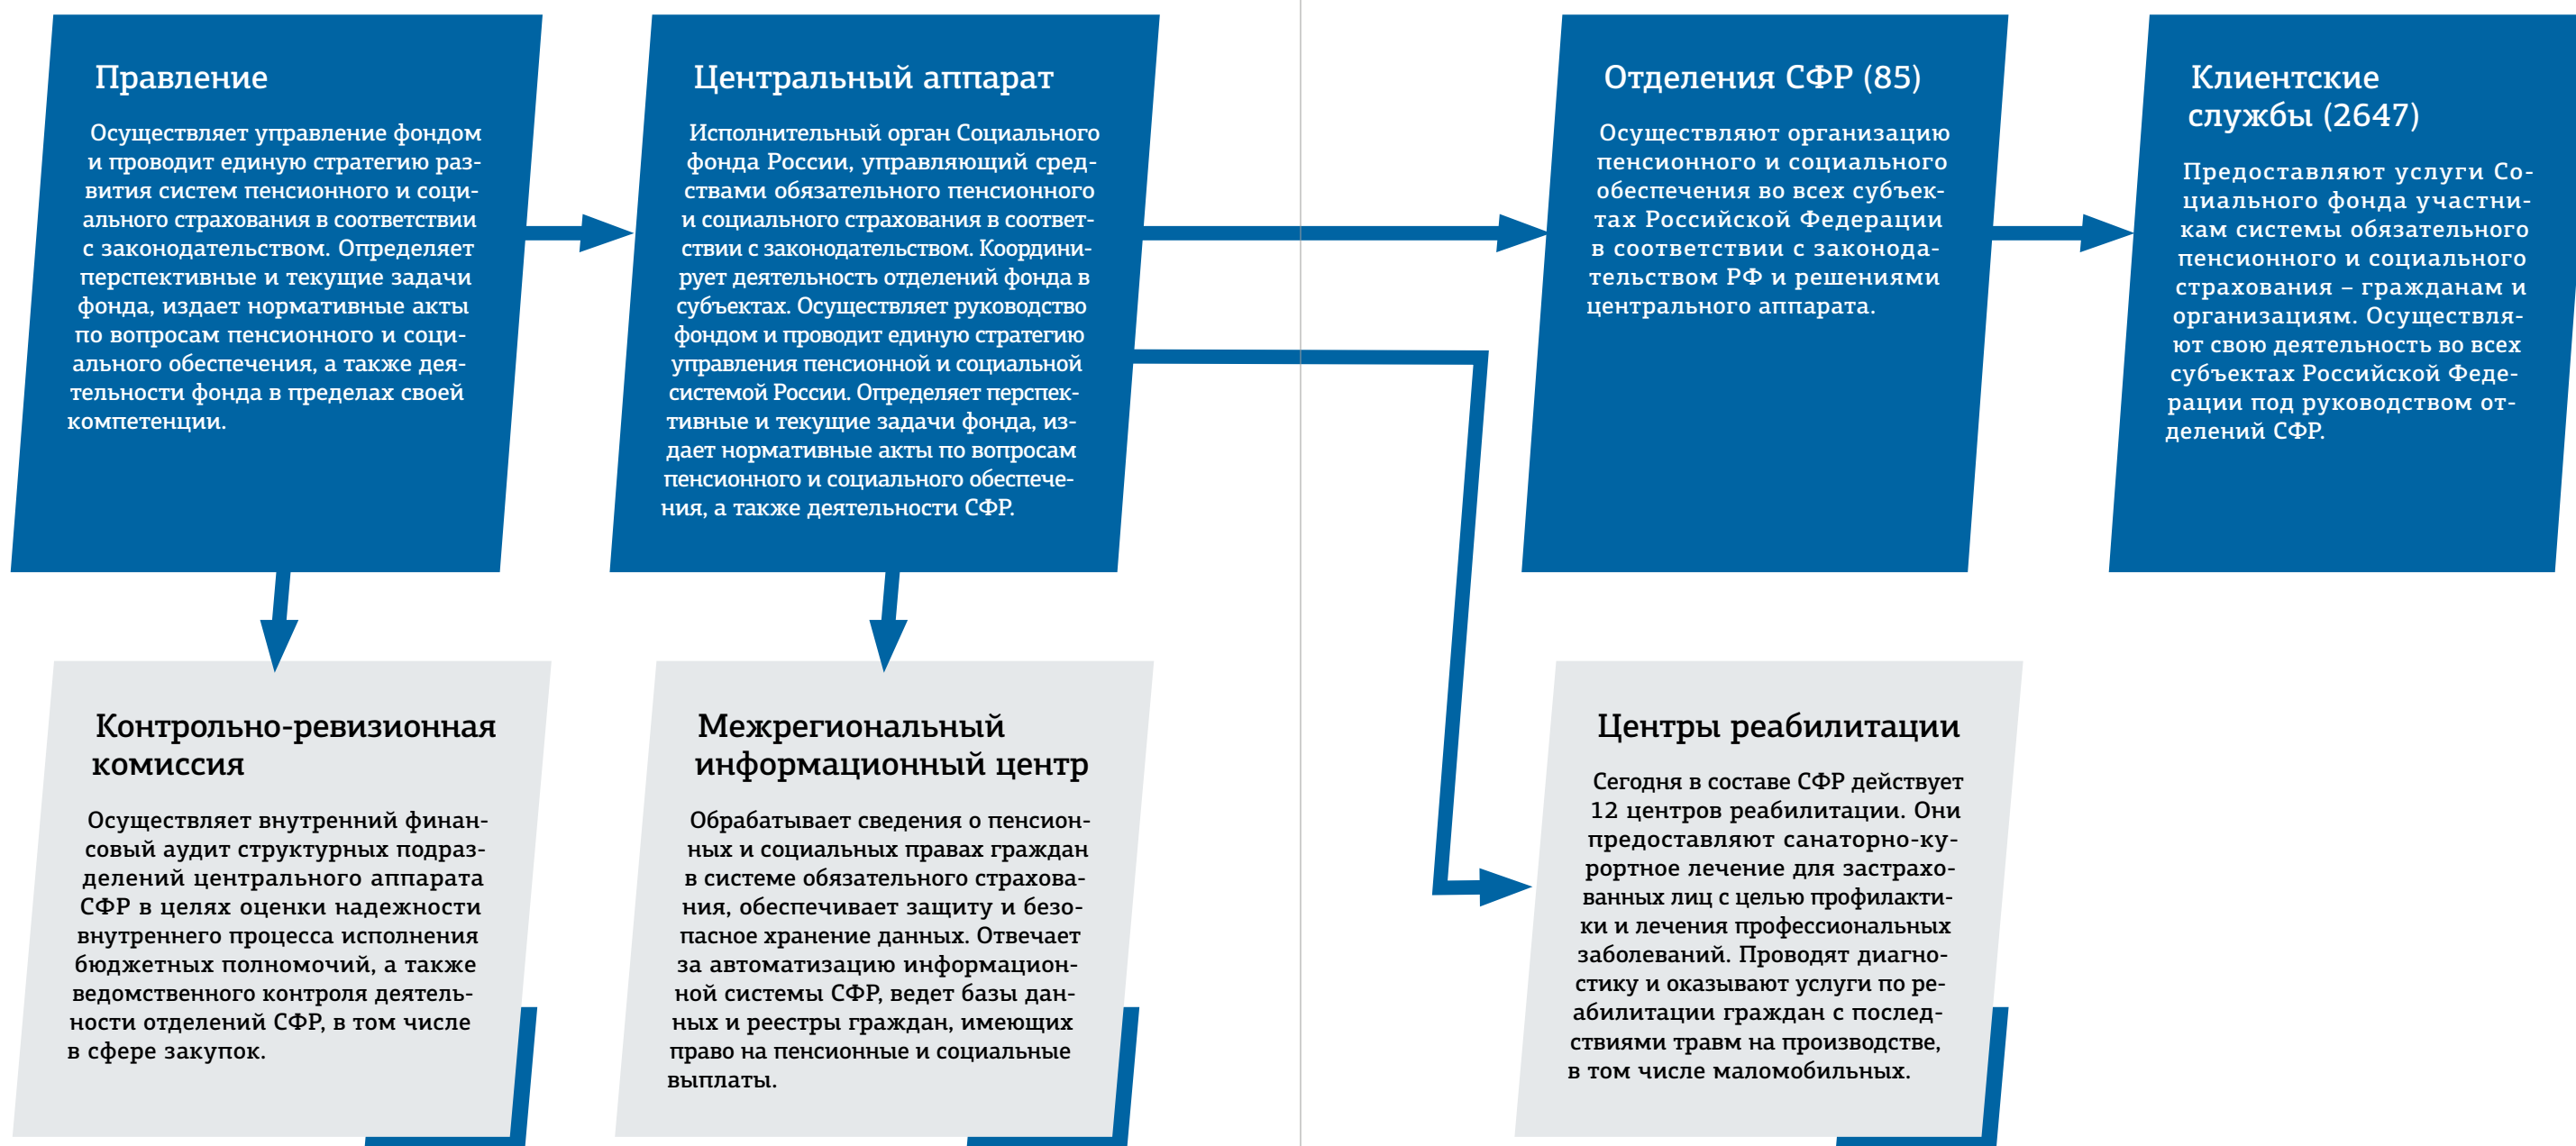 Правление
Осуществляет управление фондом
и проводит единую стратегию раз-
вития систем пенсионного и соци-
ального страхования в соответствии
с законодательством. Определяет
перспективные и текущие задачи
фонда, издает нормативные акты
по вопросам пенсионного и соци-
ального обеспечения, а также дея-
тельности фонда в пределах своей
компетенции.
Центральный аппарат
Исполнительный орган Социального
фонда России, управляющий сред-
ствами обязательного пенсионного
и социального страхования в соответ-
ствии с законодательством. Координи-
рует деятельность отделений фонда в
субъектах. Осуществляет руководство
фондом и проводит единую стратегию
управления пенсионной и социальной
системой России. Определяет перспек-
тивные и текущие задачи фонда, из-
дает нормативные акты по вопросам
пенсионного и социального обеспече-
ния, а также деятельности СФР.
Отделения СФР (85)
Осуществляют организацию
пенсионного и социального
обеспечения во всех субъек-
тах Российской Федерации
в соответствии с законода-
тельством РФ и решениями
центрального аппарата.
Клиентские
службы (2647)
Предоставляют услуги Со-
циального фонда участни-
кам системы обязательного
пенсионного и социального
страхования – гражданам и
организациям. Осуществля-
ют свою деятельность во всех
субъектах Российской Феде-
рации под руководством от-
делений СФР.
Контрольно-ревизионная
комиссия
Осуществляет внутренний финан-
совый аудит структурных подраз-
делений центрального аппарата
СФР в целях оценки надежности
внутреннего процесса исполнения
бюджетных полномочий, а также
ведомственного контроля деятель-
ности отделений СФР, в том числе
в сфере закупок.
Межрегиональный
информационный центр
Обрабатывает сведения о пенсион-
ных и социальных правах граждан
в системе обязательного страхова-
ния, обеспечивает защиту и безо-
пасное хранение данных. Отвечает
за автоматизацию информацион-
ной системы СФР, ведет базы дан-
ных и реестры граждан, имеющих
право на пенсионные и социальные
выплаты.
Центры реабилитации
Сегодня в составе СФР действует
12 центров реабилитации. Они
предоставляют санаторно-ку-
рортное лечение для застрахо-
ванных лиц с целью профилакти-
ки и лечения профессиональных
заболеваний. Проводят диагно-
стику и оказывают услуги по ре-
абилитации граждан с послед-
ствиями травм на производстве,
в том числе маломобильных.